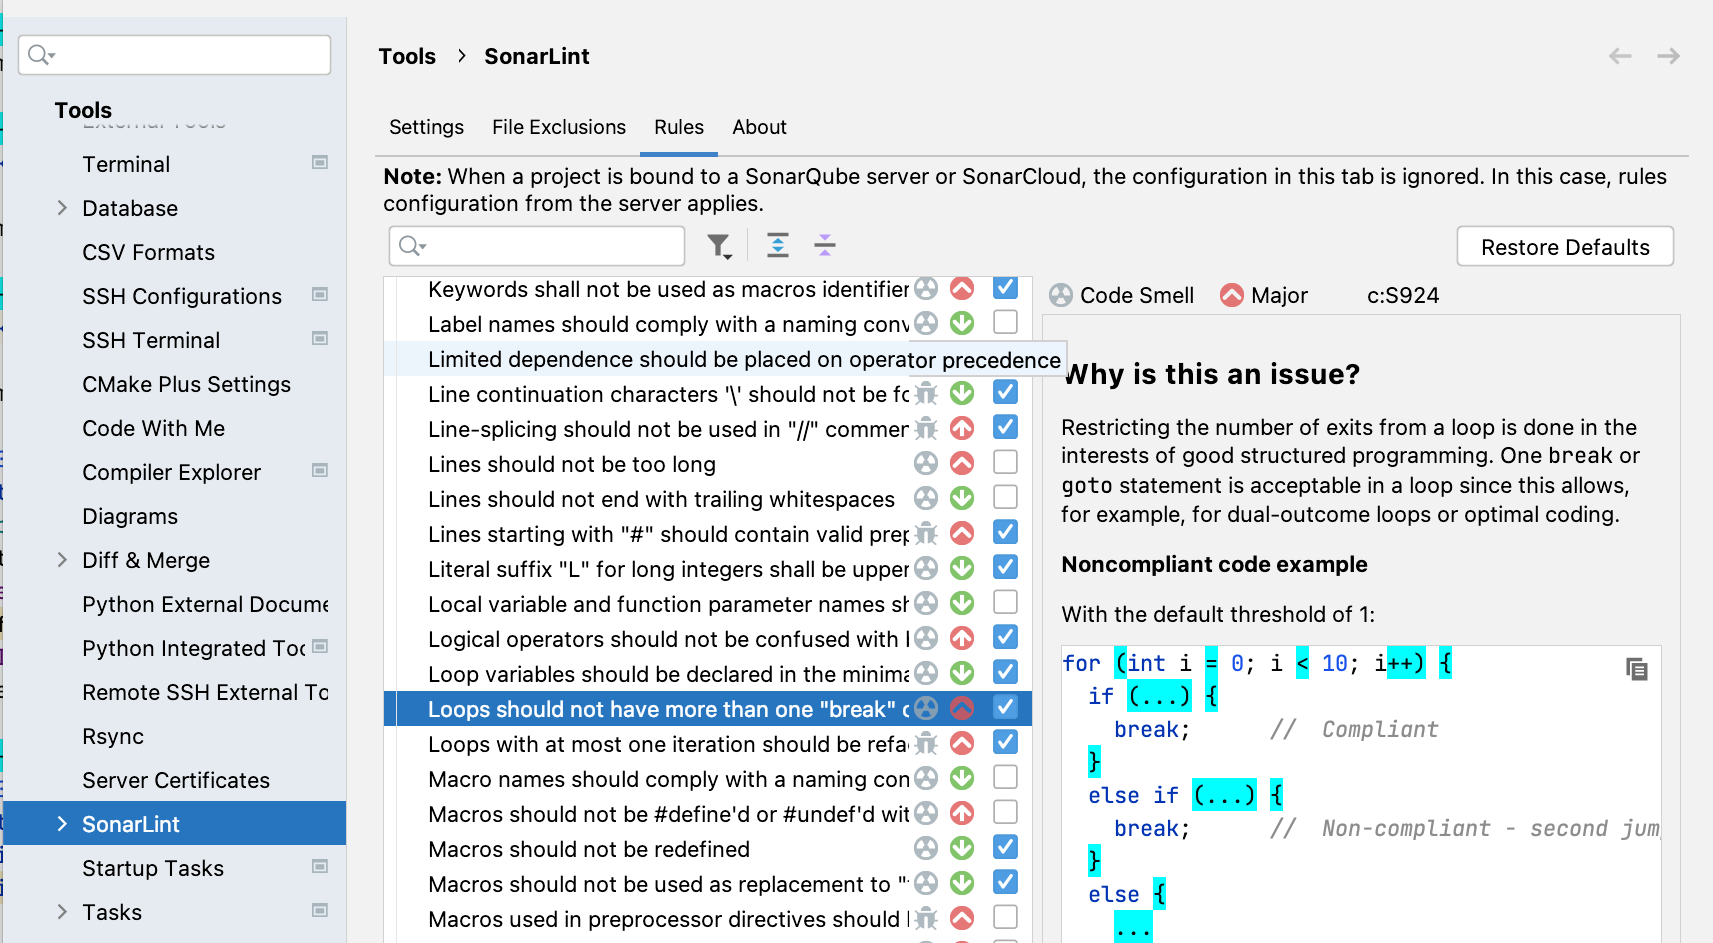 Tools
External Tools
Terminal
Database
CSV Formats
SSH Configurations
SSH Terminal
CMake Plus Settings
Code With Me
Compiler Explorer
Diagrams
Diff & Merge
Python External Docume
Python Integrated Too
Remote SSH External To
Rsync
Server Certificates
SonarLint
Startup Tasks
Tasks
Tools > SonarLint
Settings File Exclusions Rules About
Note: When a project is bound to a SonarQube server or SonarCloud, the configuration in this tab is ignored. In this case, rules
configuration from the server applies.
Restore Defaults
Keywords shall not be used as macros identifier
Label names should comply with a naming conv
Limited dependence should be placed on operator precedence
Line continuation characters '\' should not be fo
Line-splicing should not be used in "//" commen
Lines should not be too long
Lines should not end with trailing whitespaces
Lines starting with "#" should contain valid prep
Literal suffix "L" for long integers shall be upper
Local variable and function parameter names sh
Logical operators should not be confused with b
Loop variables should be declared in the minima
Loops should not have more than one "break" o
Loops with at most one iteration should be refa
Macro names should comply with a naming con
Macros should not be #define'd or #undef'd wit
Macros should not be redefined
Macros should not be used as replacement to "
Macros used in preprocessor directives should
Code Smell Major c:S924
Why is this an issue?
Restricting the number of exits from a loop is done in the
interests of good structured programming. One break or
goto statement is acceptable in a loop since this allows,
for example, for dual-outcome loops or optimal coding.
Noncompliant code example
With the default threshold of 1:
for (int i = 0; i < 10; i++) {
if (...) {
break; // Compliant
}
else if (...) {
break; // Non-compliant - second jum
}
else {
...